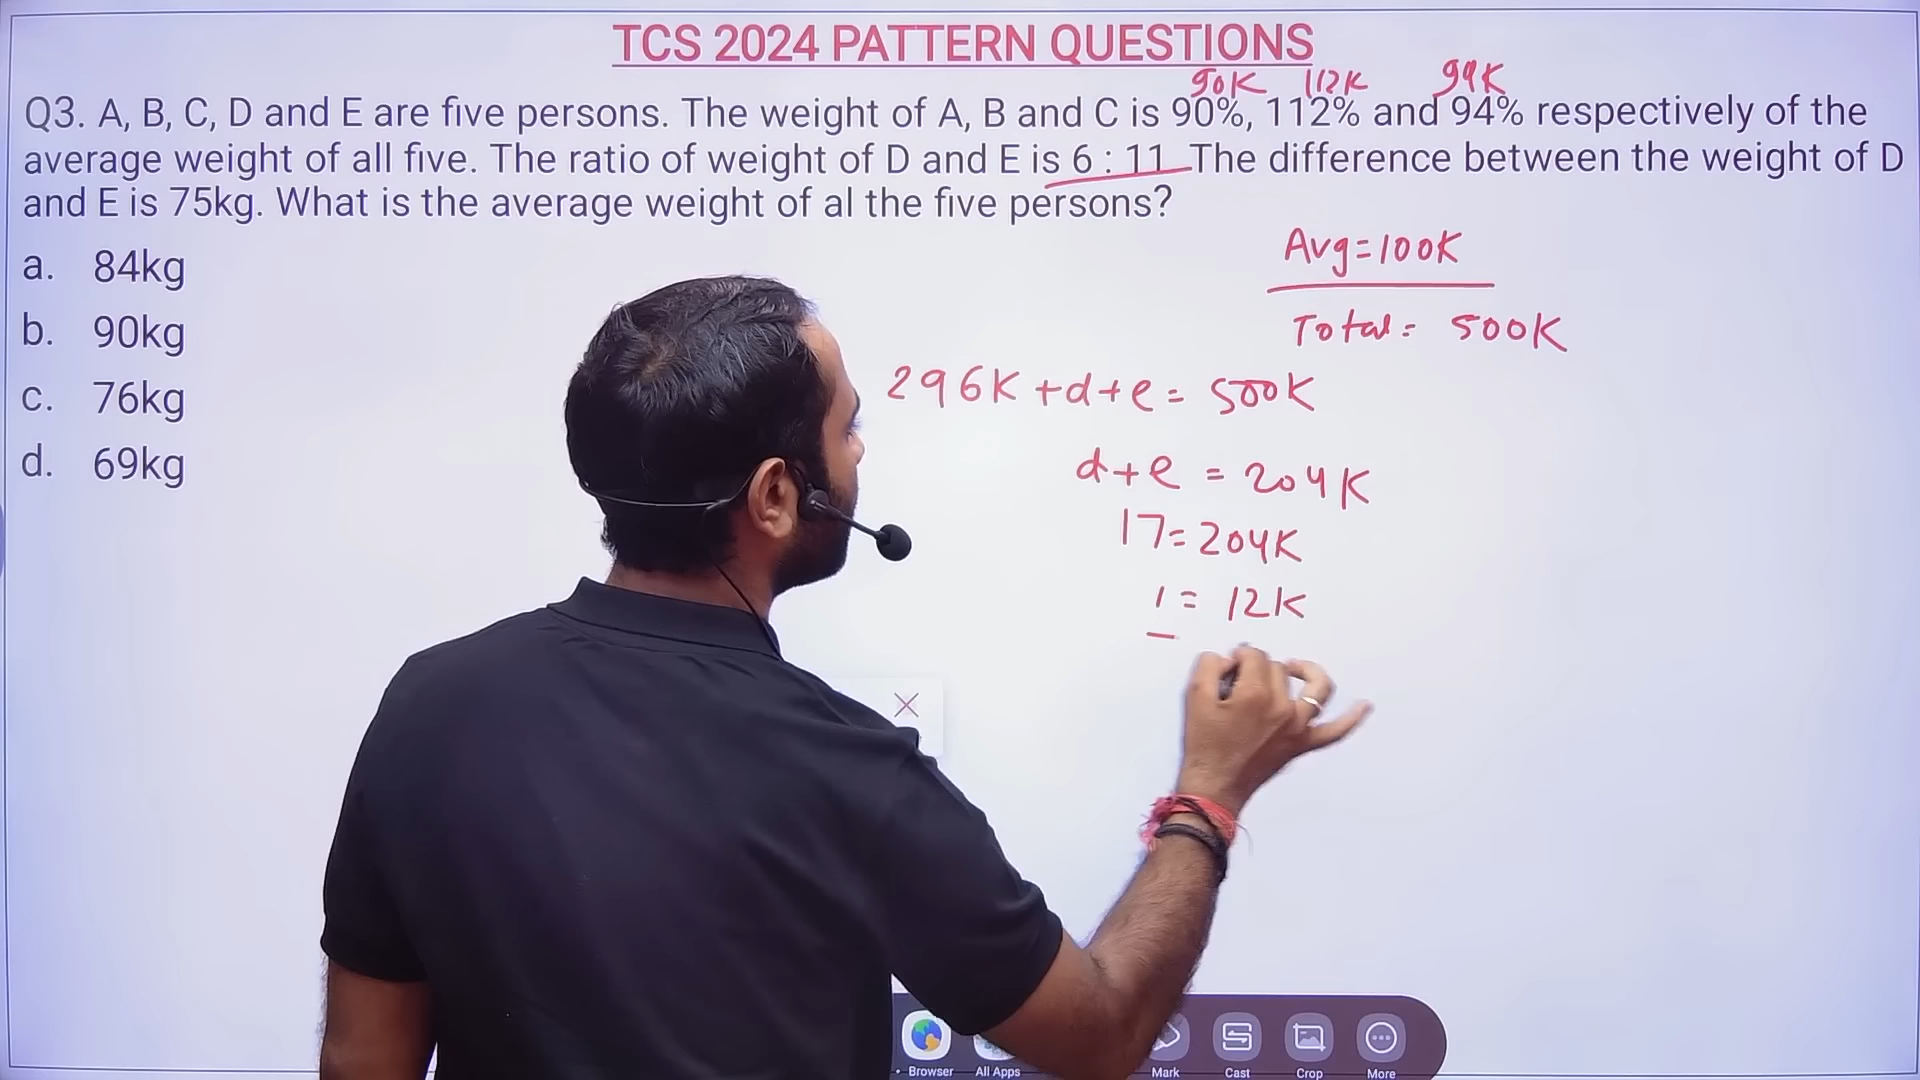 TCS 2024 PATTERN QUESTIONS
90K 112K 94K
Q3. A, B, C, D and E are five persons. The weight of A, B and C is 90%, 112% and 94% respectively of the
average weight of all five. The ratio of weight of D and E is 6 : 11 The difference between the weight of D
and E is 75kg. What is the average weight of al the five persons?
a. 84kg
b. 90kg
c. 76kg
d. 69kg
Avg=100K
Total= 500K
296K+d+e= 500K
d+e = 204K
17=204K
1= 12K
Browser All Apps Mark Cast Crop More